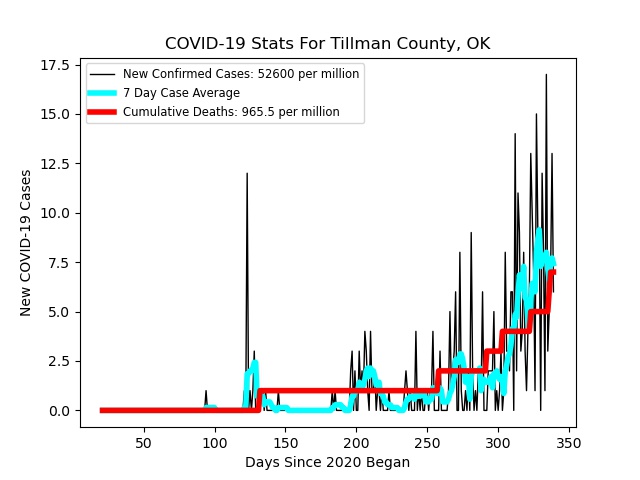 COVID-19 Stats For Tillman County, OK
17.5
15.0
12.5
10.0
7.5
5.0
2.5
0.0
New COVID-19 Cases
New Confirmed Cases: 52600 per million
7 Day Case Average
Cumulative Deaths: 965.5 per million
50 100 150 200 250 300 350
Days Since 2020 Began